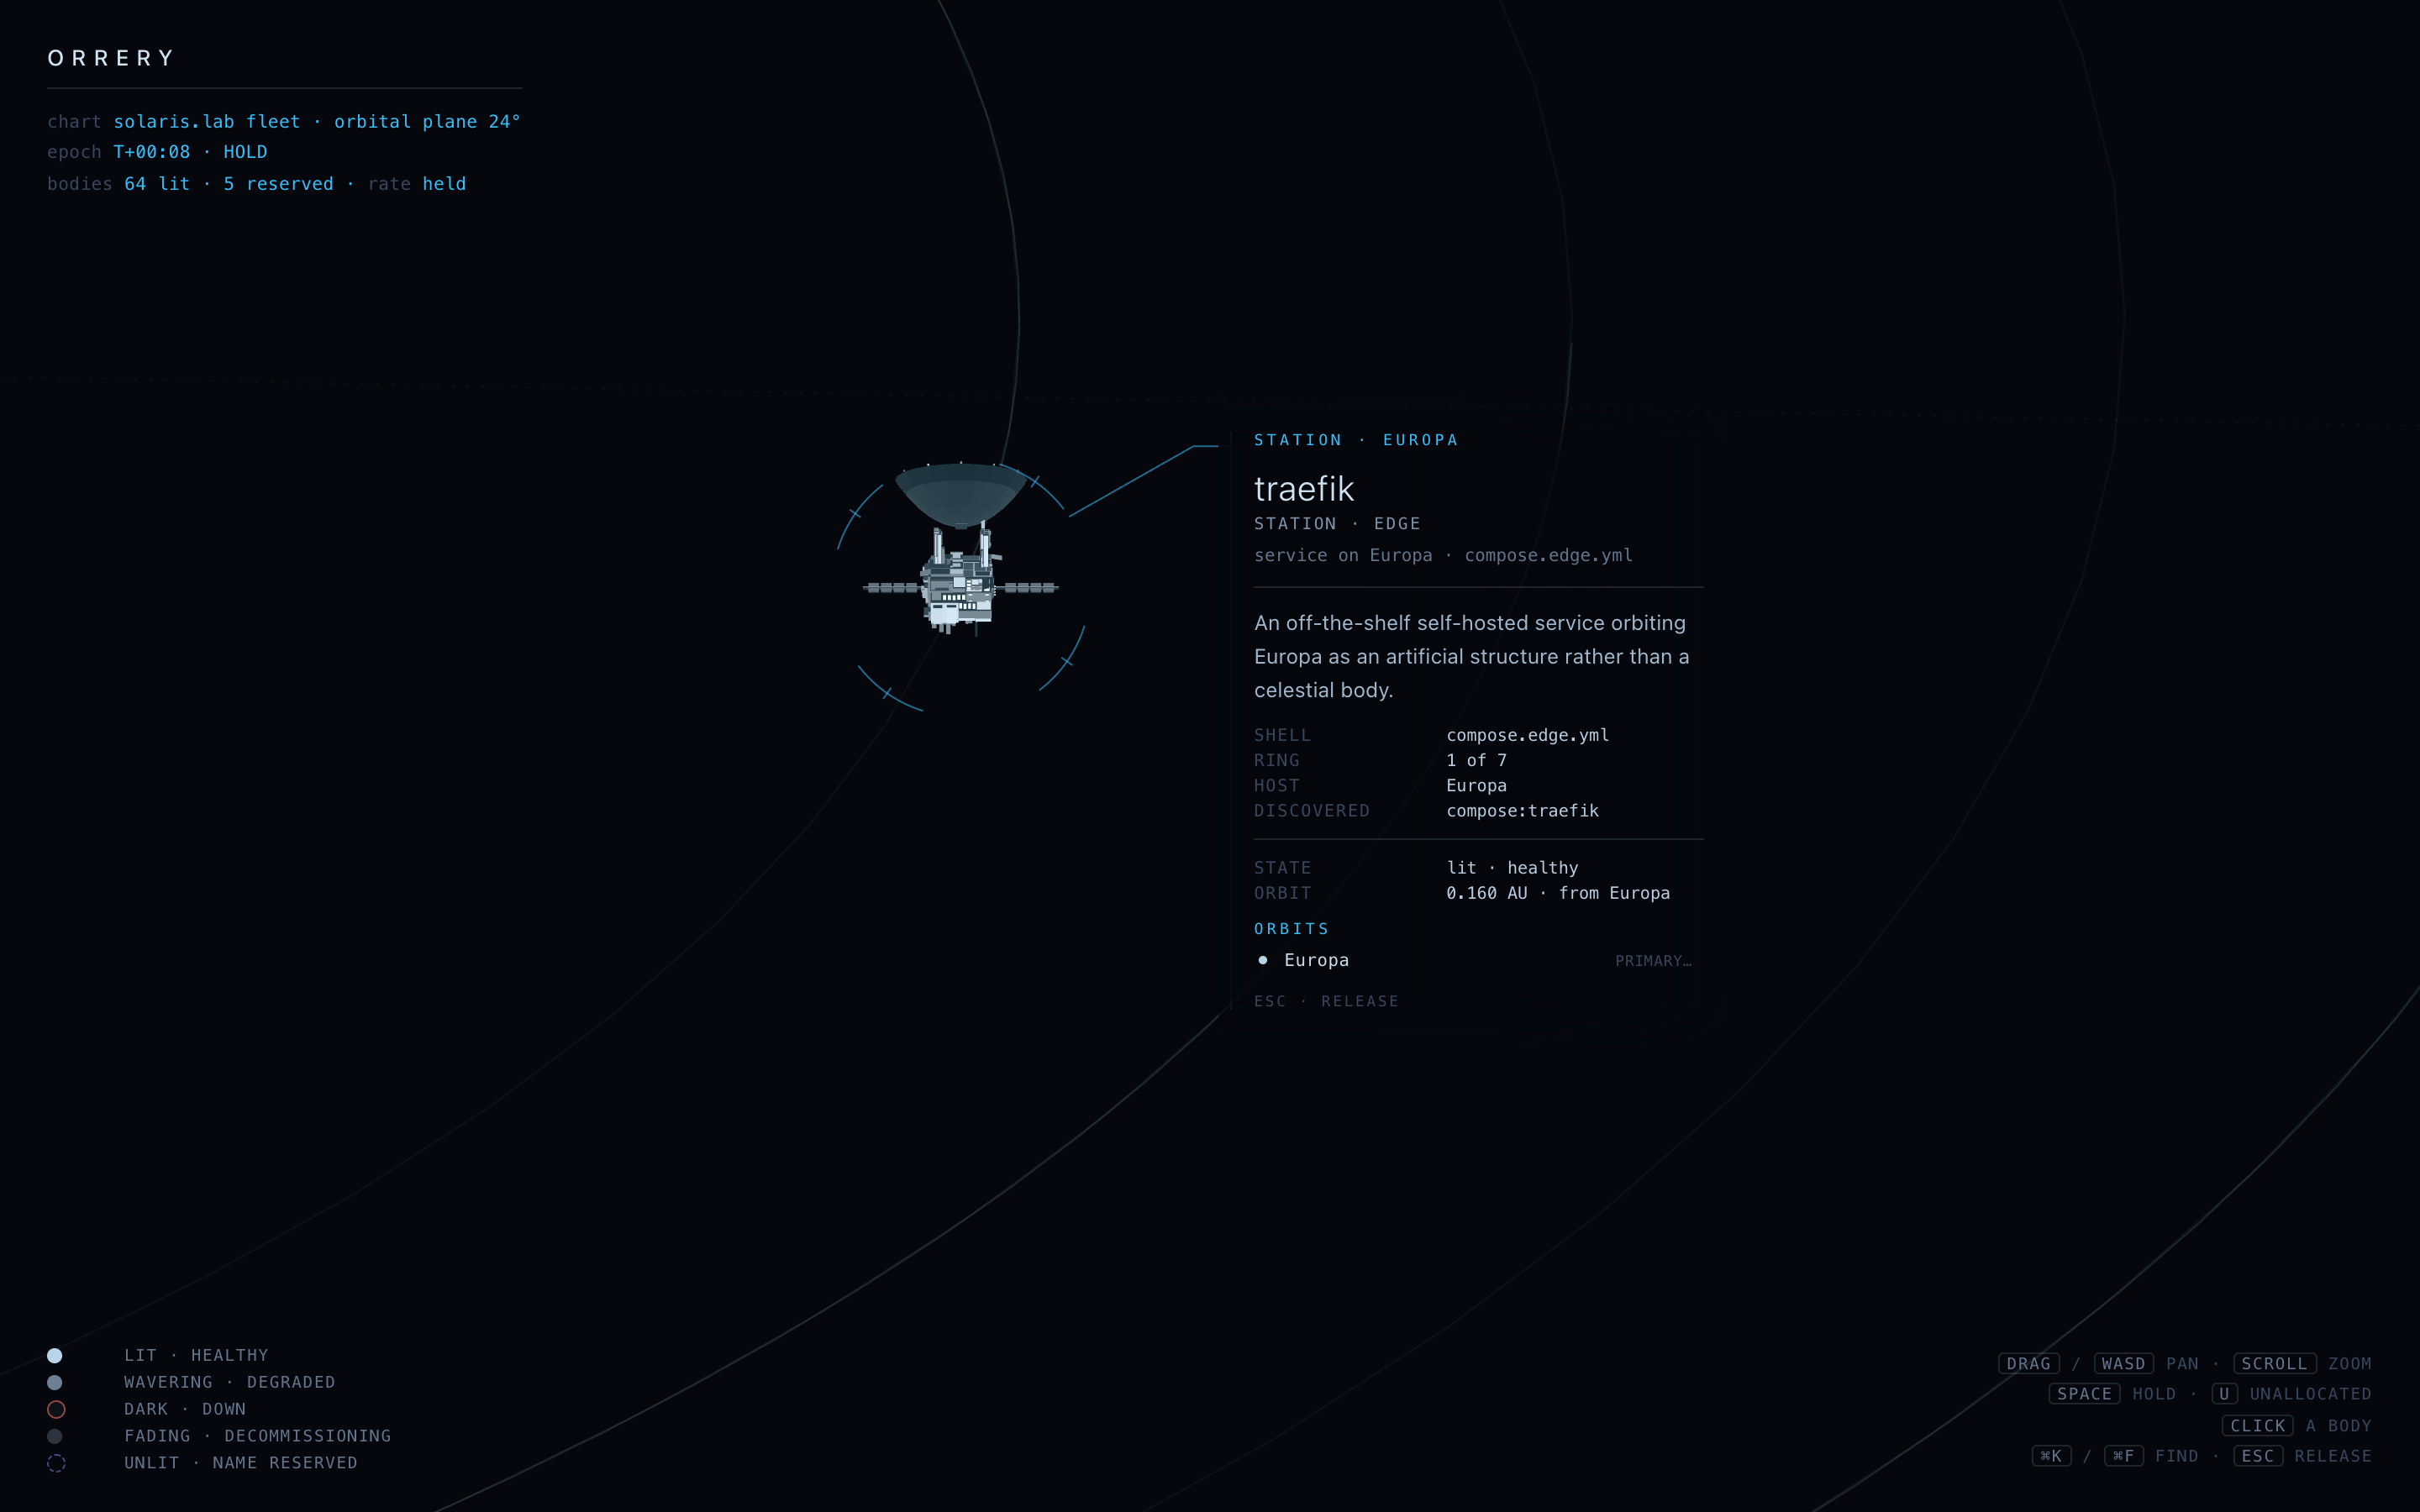 ORRERY
chart solaris.lab fleet · orbital plane 24°
epoch T+00:08 · HOLD
bodies 64 lit · 5 reserved · rate held
STATION · EUROPA
traefik
STATION · EDGE
service on Europa · compose.edge.yml
An off-the-shelf self-hosted service orbiting
Europa as an artificial structure rather than a
celestial body.
SHELL compose.edge.yml
RING 1 of 7
HOST Europa
DISCOVERED compose:traefik
STATE lit · healthy
ORBIT 0.160 AU · from Europa
ORBITS
Europa PRIMARY…
ESC · RELEASE
LIT · HEALTHY
WAVERING · DEGRADED
DARK · DOWN
FADING · DECOMMISSIONING
UNLIT · NAME RESERVED
DRAG / WASD PAN · SCROLL ZOOM
SPACE HOLD · U UNALLOCATED
CLICK A BODY
⌘K / ⌘F FIND · ESC RELEASE